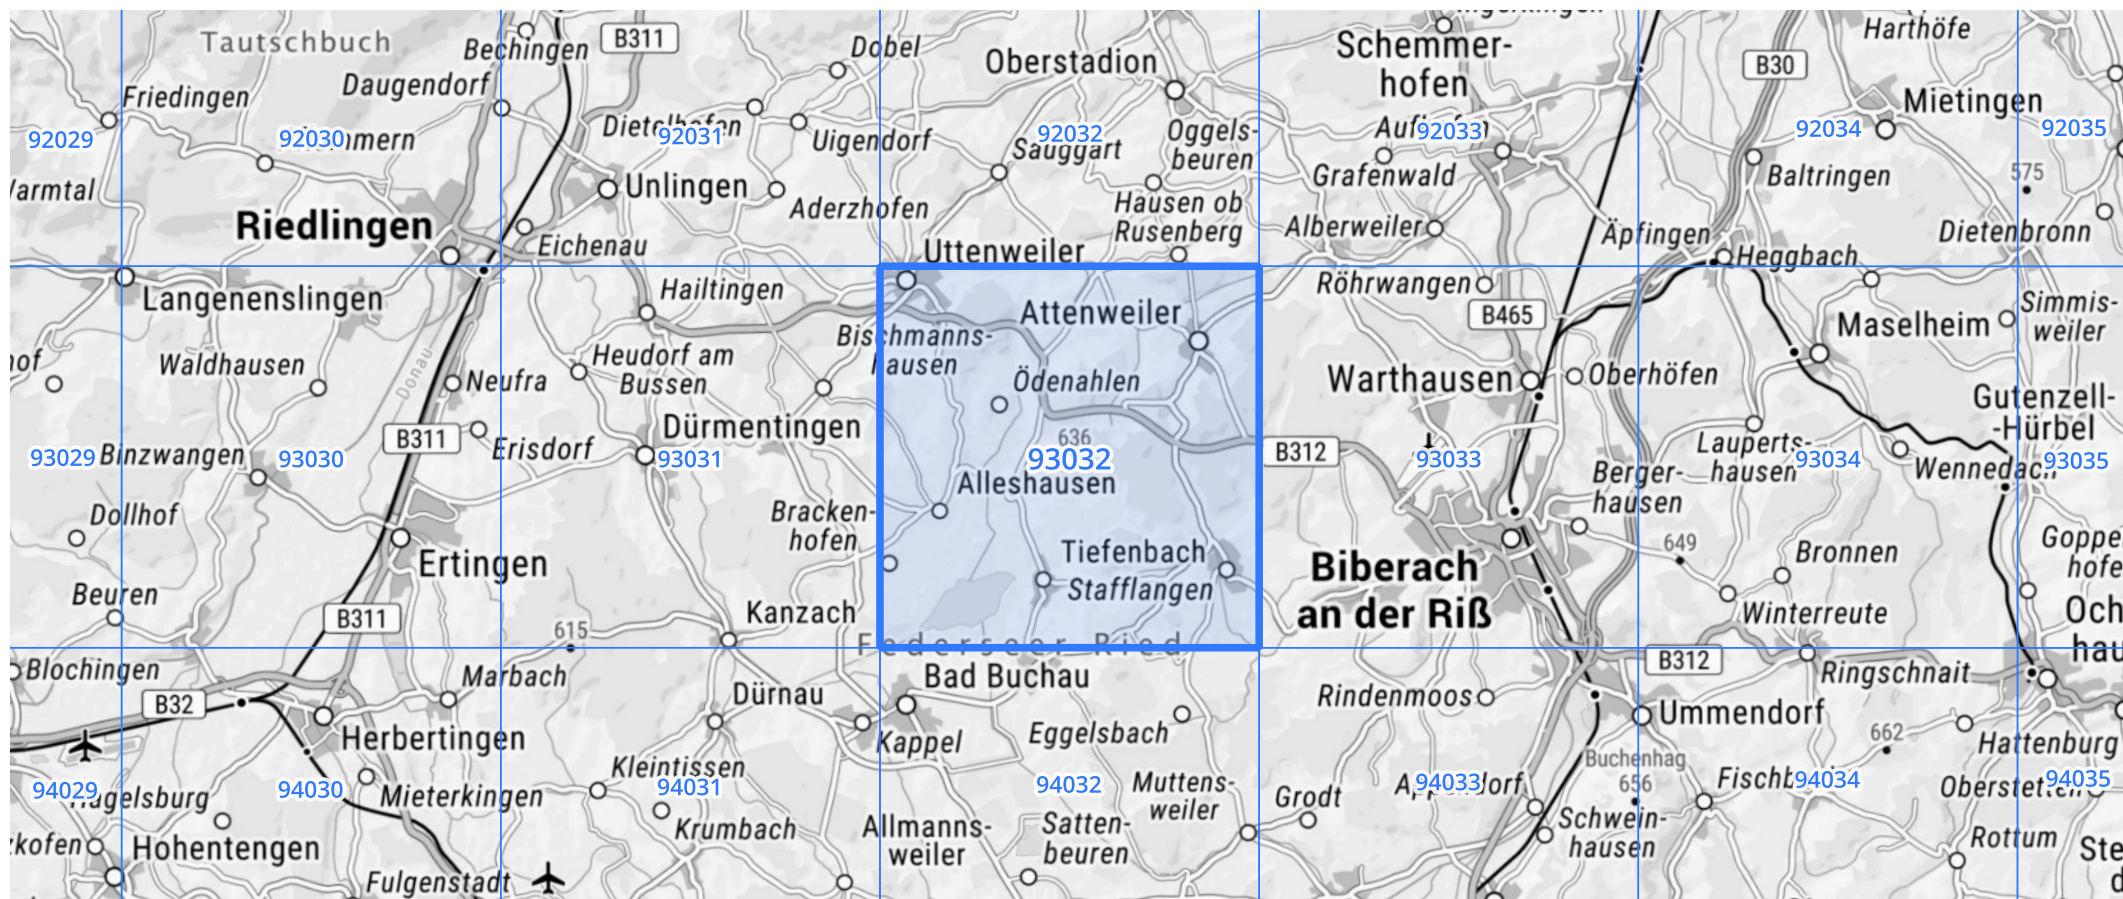 Tautschbuch
Bechingen
B311
Dobel
Oberstadion
Schemmer-
hofen
B30
Harthöfe
Daugendorf
Friedingen
Mietingen
92029
92030
Dietelhofen
92031
Uigendorf
92032
Sauggart
Oggels-
beuren
92033
92034
92035
Grafenwald
Baltringen
575
Unlingen
Aderzhofen
Hausen ob
Rusenberg
Riedlingen
Eichenau
Alberweiler
Äpfingen
Dietenbronn
Uttenweiler
Heggbach
Langenenslingen
Hailtingen
Röhrwangen
Attenweiler
B465
Maselheim
Simmis-
weiler
Bischmanns-
hausen
Waldhausen
Donau
Neufra
Heudorf am
Bussen
Ödenahlen
Warthausen
Oberhöfen
Gutenzell-
-Hürbel
B311
Erisdorf
Dürmentingen
636
B312
Lauperts-
hausen
93029
Binzwangen
93030
93031
93032
93033
93034
Wennedach
93035
Alleshausen
Berger-
hausen
Dollhof
Bracken-
hofen
Ertingen
Tiefenbach
Stafflangen
Biberach
an der Riß
649
Bronnen
Beuren
B311
615
Kanzach
Winterreute
Federseer Ried
Blochingen
Marbach
Bad Buchau
B312
Ringschnait
B32
Dürnau
Rindenmoos
Herbertingen
Kappel
Eggelsbach
Ummendorf
662
Hattenburg
Kleintissen
Buchenhag
656
94029
94030
Mieterkingen
94031
94032
Muttens-
weiler
Grodt
94033
94034
94035
Krumbach
Allmanns-
weiler
Satten-
beuren
Schwein-
hausen
Hohentengen
Rottum
Fulgenstadt